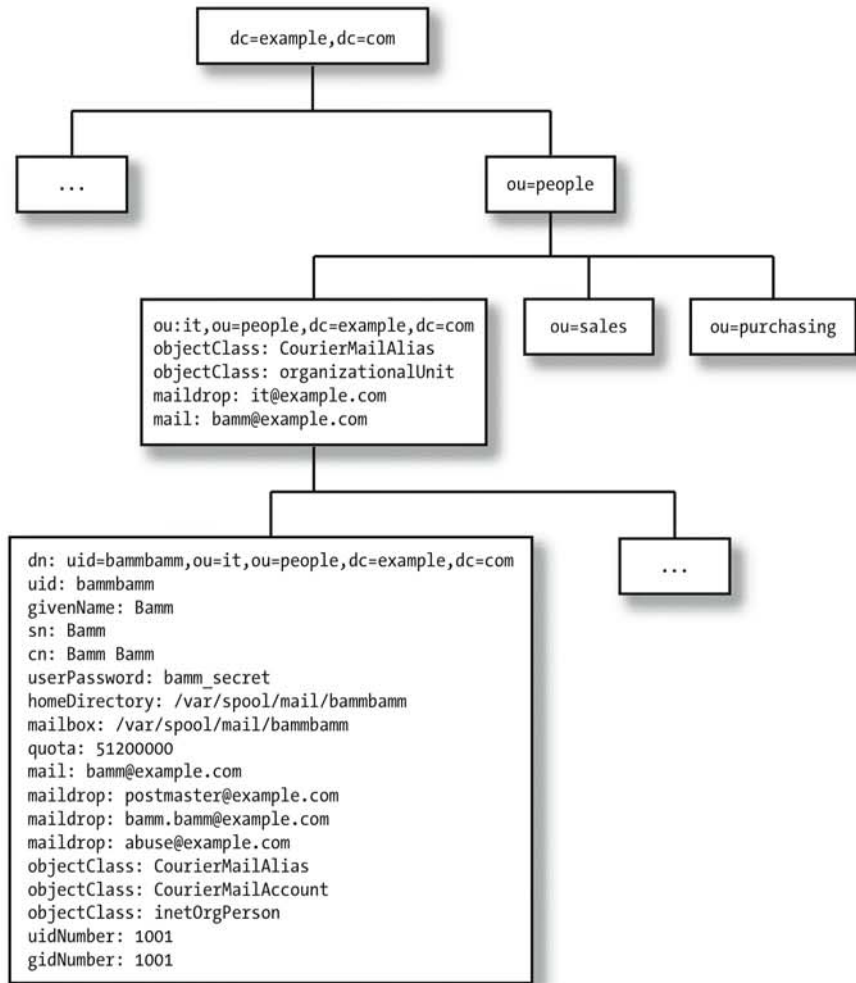 dc=example,dc=com
...
ou=people
ou:it,ou=people,dc=example,dc=com
objectClass: CourierMailAlias
objectClass: organizationalUnit
maildrop: it@example.com
mail: bamm@example.com
ou=sales
ou=purchasing
dn: uid=bammbamm,ou=it,ou=people,dc=example,dc=com
uid: bammbamm
givenName: Bamm
sn: Bamm
cn: Bamm Bamm
userPassword: bamm_secret
homeDirectory: /var/spool/mail/bammbamm
mailbox: /var/spool/mail/bammbamm
quota: 51200000
mail: bamm@example.com
maildrop: postmaster@example.com
maildrop: bamm.bamm@example.com
maildrop: abuse@example.com
objectClass: CourierMailAlias
objectClass: CourierMailAccount
objectClass: inetOrgPerson
uidNumber: 1001
gidNumber: 1001
...